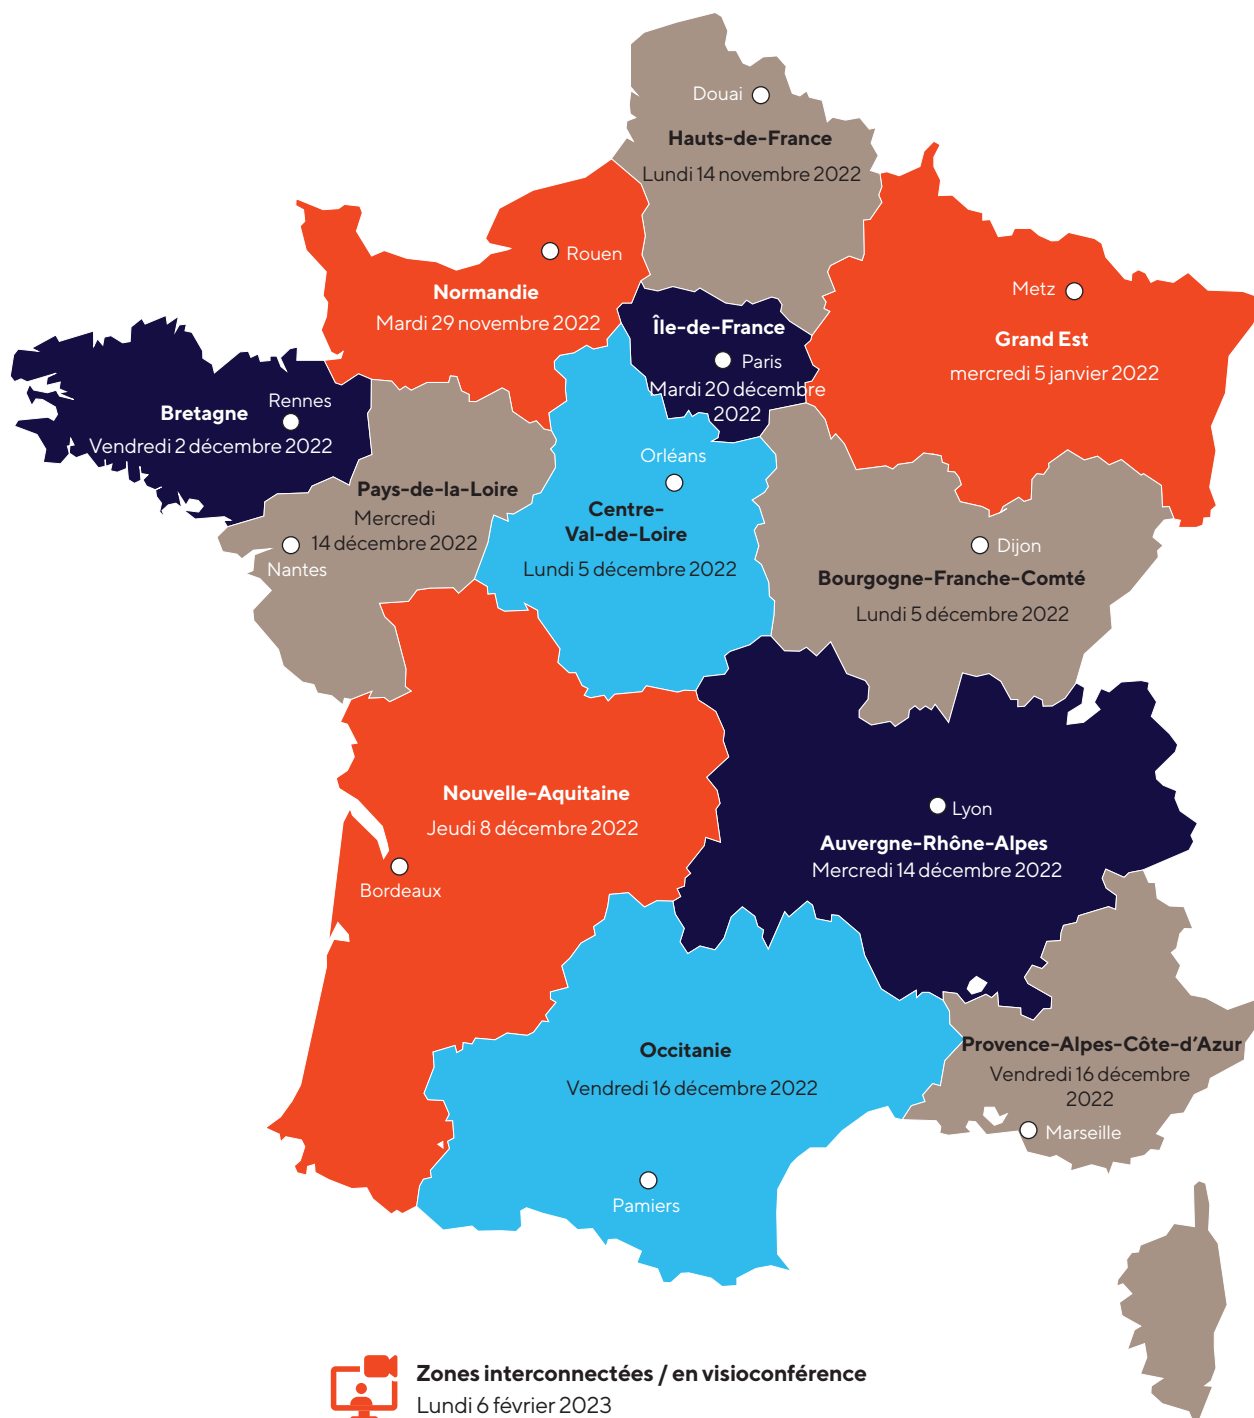 Douai
Hauts-de-France
Lundi 14 novembre 2022
Rouen
Normandie
Mardi 29 novembre 2022
Île-de-France
Paris
Mardi 20 décembre
2022
Metz
Grand Est
mercredi 5 janvier 2022
Rennes
Bretagne
Vendredi 2 décembre 2022
Pays-de-la-Loire
Mercredi
14 décembre 2022
Nantes
Orléans
Centre-
Val-de-Loire
Lundi 5 décembre 2022
Dijon
Bourgogne-Franche-Comté
Lundi 5 décembre 2022
Nouvelle-Aquitaine
Jeudi 8 décembre 2022
Bordeaux
Lyon
Auvergne-Rhône-Alpes
Mercredi 14 décembre 2022
Occitanie
Vendredi 16 décembre 2022
Pamiers
Provence-Alpes-Côte-d'Azur
Vendredi 16 décembre
2022
Marseille
Zones interconnectées / en visioconférence
Lundi 6 février 2023